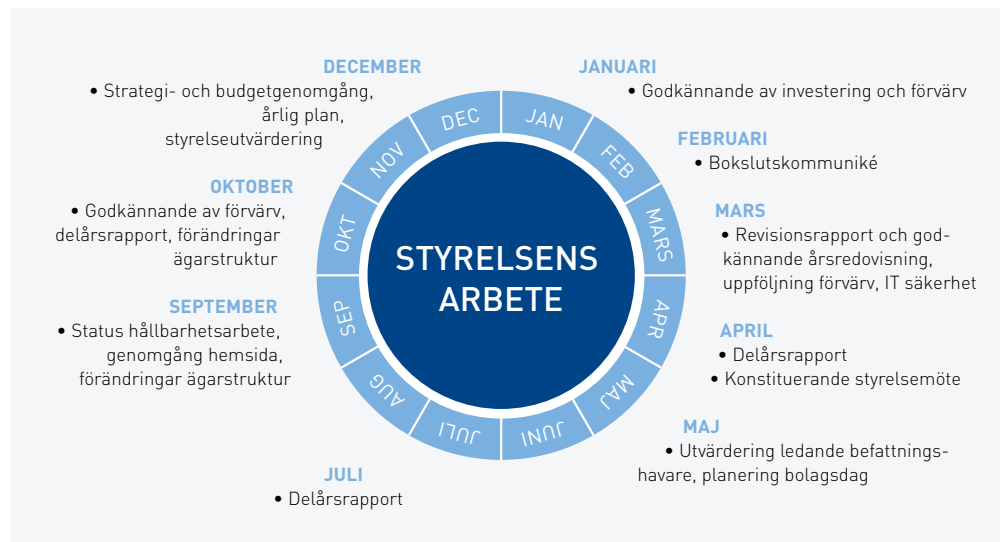 STYRELSENS
ARBETE
JAN
FEB
MARS
APR
MAJ
JUNI
JULI
AUG
SEP
OKT
NOV
DEC
JANUARI
• Godkännande av investering och förvärv
FEBRUARI
• Bokslutskommuniké
MARS
• Revisionsrapport och god-
kännande årsredovisning,
uppföljning förvärv, IT säkerhet
APRIL
• Delårsrapport
• Konstituerande styrelsemöte
MAJ
• Utvärdering ledande befattnings-
havare, planering bolagsdag
JULI
• Delårsrapport
SEPTEMBER
• Status hållbarhetsarbete,
genomgång hemsida,
förändringar ägarstruktur
OKTOBER
• Godkännande av förvärv,
delårsrapport, förändringar
ägarstruktur
DECEMBER
• Strategi- och budgetgenomgång,
årlig plan,
styrelseutvärdering